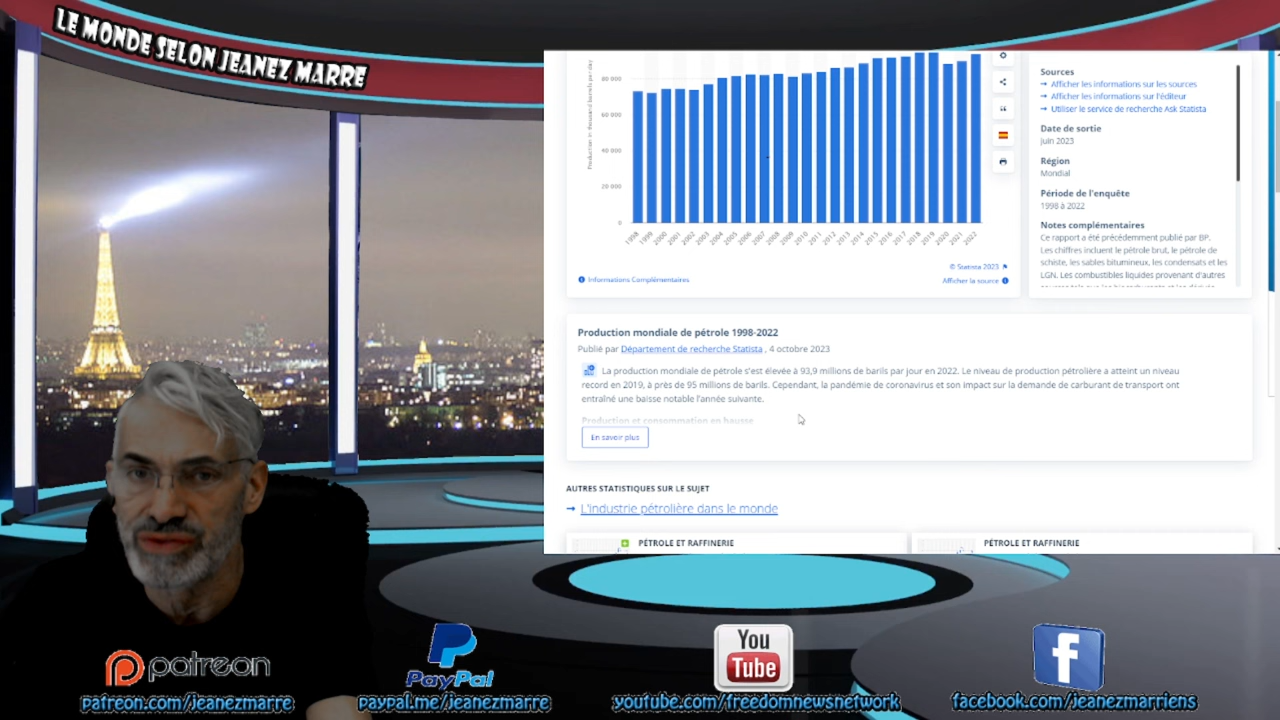 LE MONDE SELON JEANEZ MARRE
Production in thousand barrels per day
80 000
60 000
40 000
20 000
0
1998
1999
2000
2001
2002
2003
2004
2005
2006
2007
2008
2009
2010
2011
2012
2013
2014
2015
2016
2017
2018
2019
2020
2021
2022
© Statista 2023
Informations Complémentaires
Afficher la source
Sources
→ Afficher les informations sur les sources
→ Afficher les informations sur l'éditeur
→ Utiliser le service de recherche Ask Statista
Date de sortie
Juin 2023
Région
Mondial
Période de l'enquête
1998 à 2022
Notes complémentaires
Ce rapport a été précédemment publié par BP.
Les chiffres incluent le pétrole brut, le pétrole de
schiste, les sables bitumineux, les condensats et les
LGN. Les combustibles liquides provenant d'autres
Production mondiale de pétrole 1998-2022
Publié par Département de recherche Statista , 4 octobre 2023
La production mondiale de pétrole s'est élevée à 93,9 millions de barils par jour en 2022. Le niveau de production pétrolière a atteint un niveau
record en 2019, à près de 95 millions de barils. Cependant, la pandémie de coronavirus et son impact sur la demande de carburant de transport ont
entraîné une baisse notable l'année suivante.
Production et consommation en hausse
En savoir plus
AUTRES STATISTIQUES SUR LE SUJET
→ L'industrie pétrolière dans le monde
PÉTROLE ET RAFFINERIE
PÉTROLE ET RAFFINERIE
patreon
PayPal
You
Tube
f
patreon.com/jeanezmarre
paypal.me/jeanezmarre
youtube.com/freedomnewsnetwork
facebook.com/jeanezmarriens